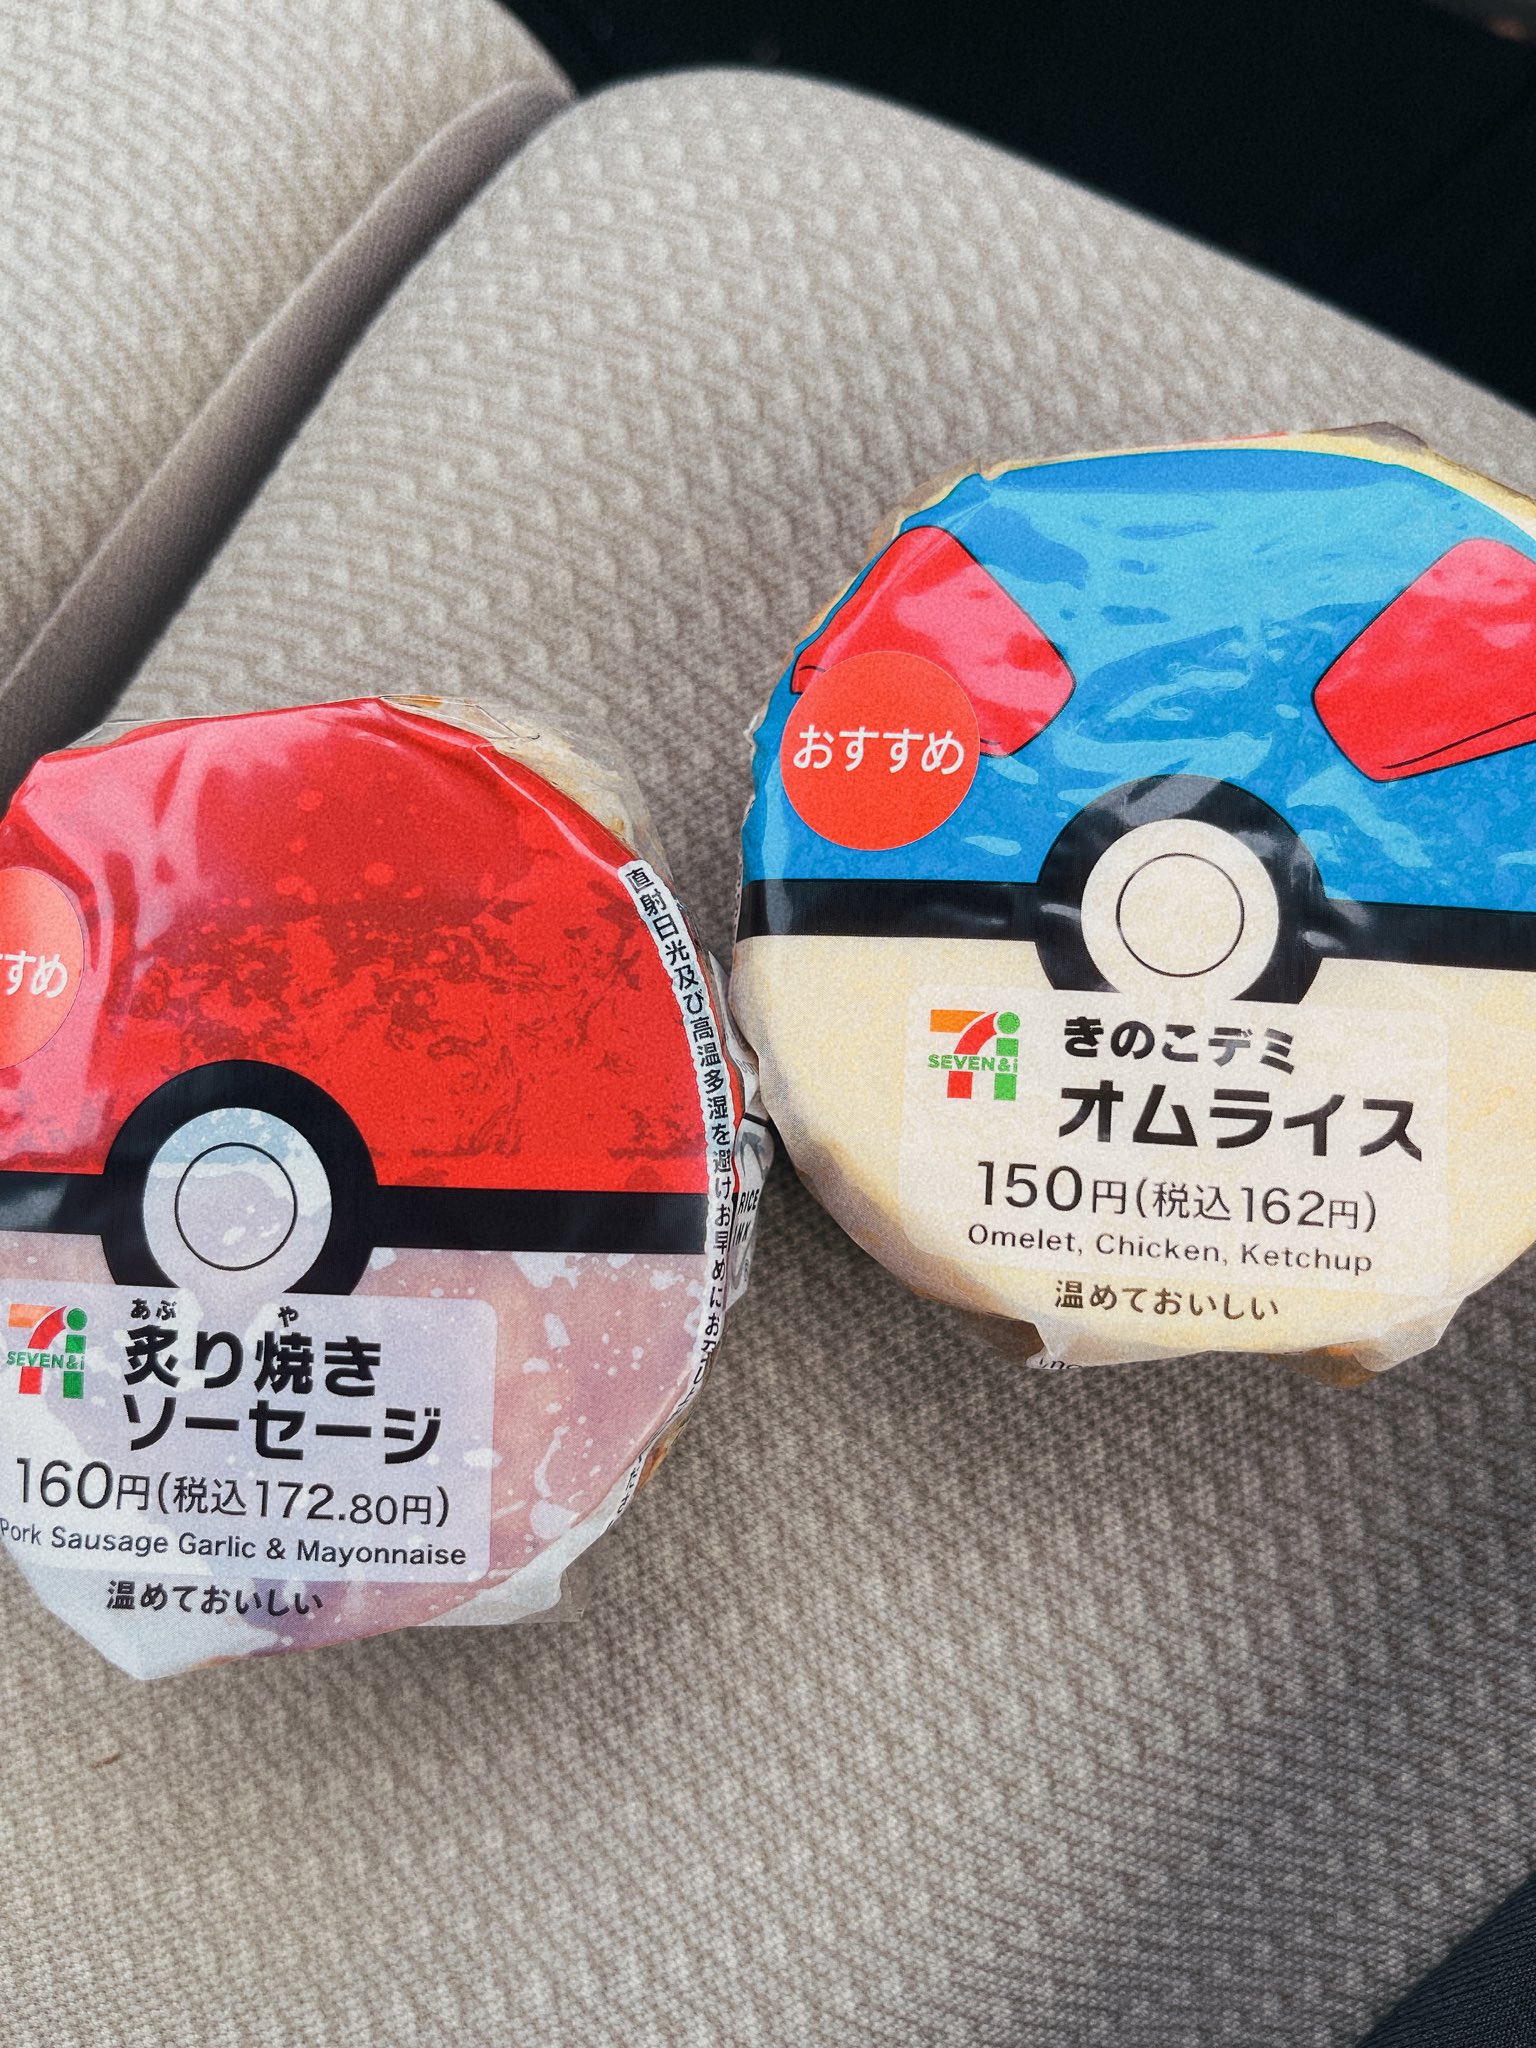 すすめ
直射日光及び高温多湿を避けお早めにお
SEVEN&i
あぶ や
炙り焼き
ソーセージ
160円(税込172.80円)
Pork Sausage Garlic & Mayonnaise
温めておいしい
RICE
おすすめ
SEVEN&i
きのこデミ
オムライス
150円(税込162円)
Omelet, Chicken, Ketchup
温めておいしい